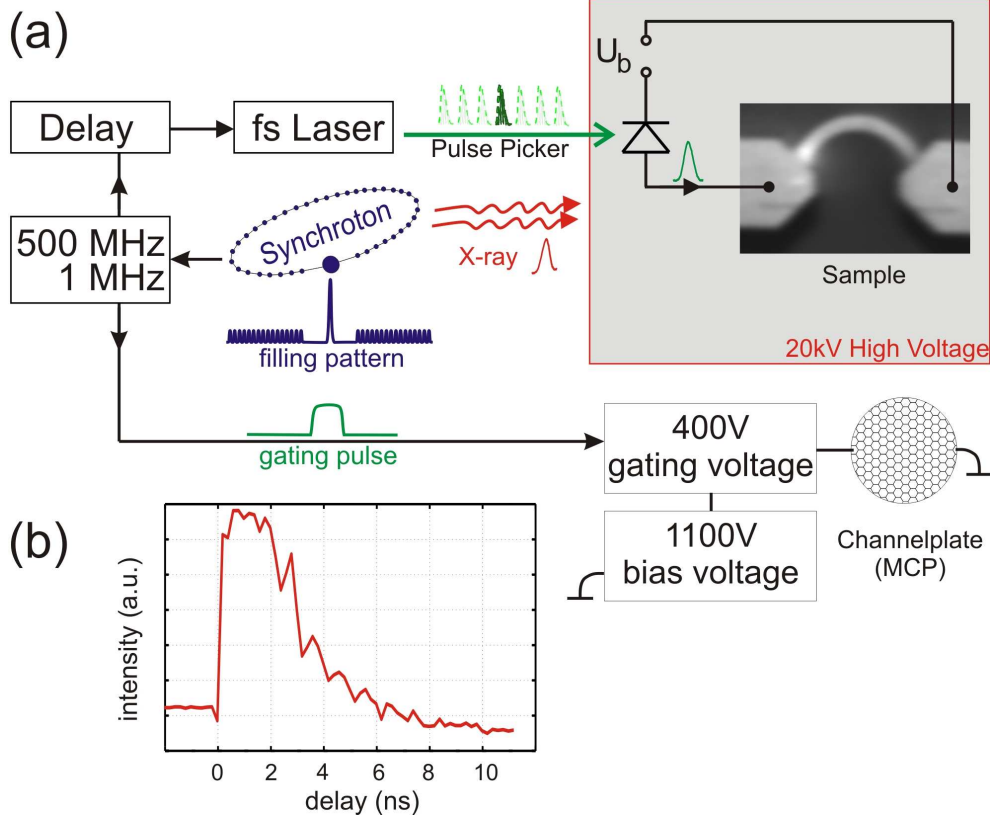 (a)
Delay
fs Laser
Pulse Picker
U_b
500 MHz
1 MHz
Synchroton
X-ray
Sample
filling pattern
20kV High Voltage
gating pulse
400V
gating voltage
1100V
bias voltage
Channelplate
(MCP)
(b)
intensity (a.u.)
0 2 4 6 8 10
delay (ns)